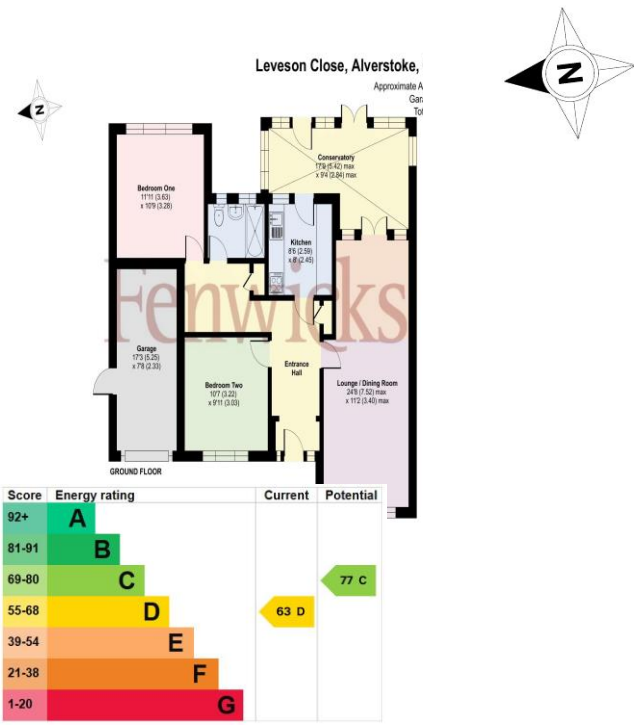 Leveson Close, Alverstoke,
Approximate A
Gar
Tot
N
N
Conservatory
17'9 (5.42) max
x 9'4 (2.84) max
Bedroom One
11'11 (3.63)
x 10'9 (3.28)
Kitchen
8'6 (2.59)
x 8' (2.45)
Fenwicks
Garage
17'3 (5.25)
x 7'8 (2.33)
Bedroom Two
10'7 (3.22)
x 9'11 (3.03)
Entrance
Hall
Lounge / Dining Room
24'8 (7.52) max
x 11'2 (3.40) max
GROUND FLOOR
Score Energy rating Current Potential
92+ A
81-91 B
69-80 C 77 C
55-68 D 63 D
39-54 E
21-38 F
1-20 G